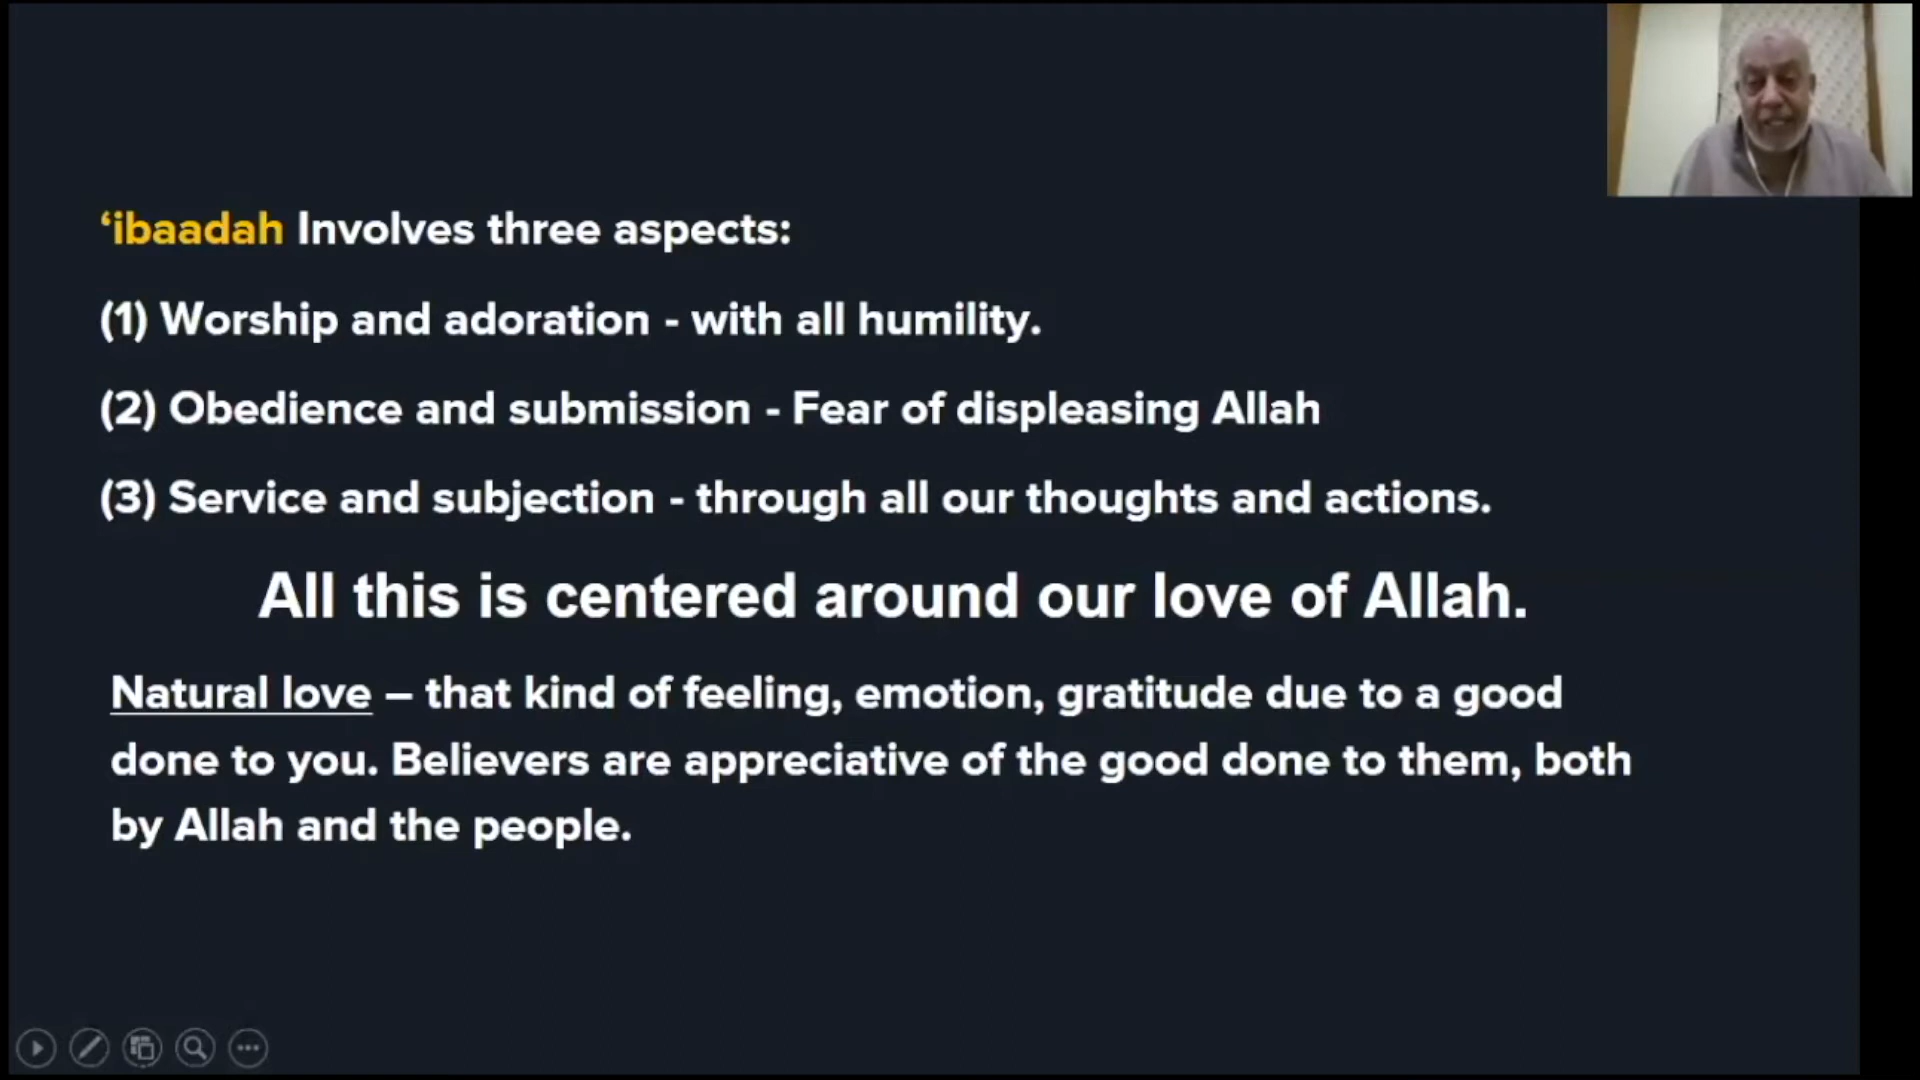 ‘ibaadah Involves three aspects:
(1) Worship and adoration - with all humility.
(2) Obedience and submission - Fear of displeasing Allah
(3) Service and subjection - through all our thoughts and actions.
All this is centered around our love of Allah.
Natural love – that kind of feeling, emotion, gratitude due to a good
done to you. Believers are appreciative of the good done to them, both
by Allah and the people.